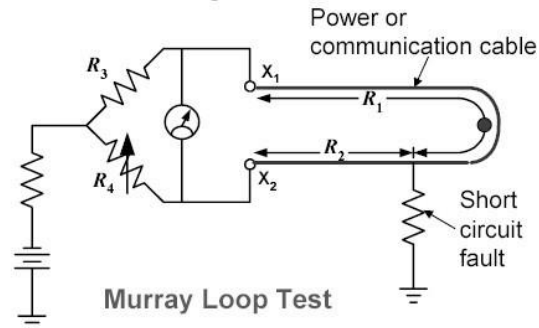 Power or
communication cable
R3
X1
R1
R2
R4
X2
Short
circuit
fault
Murray Loop Test